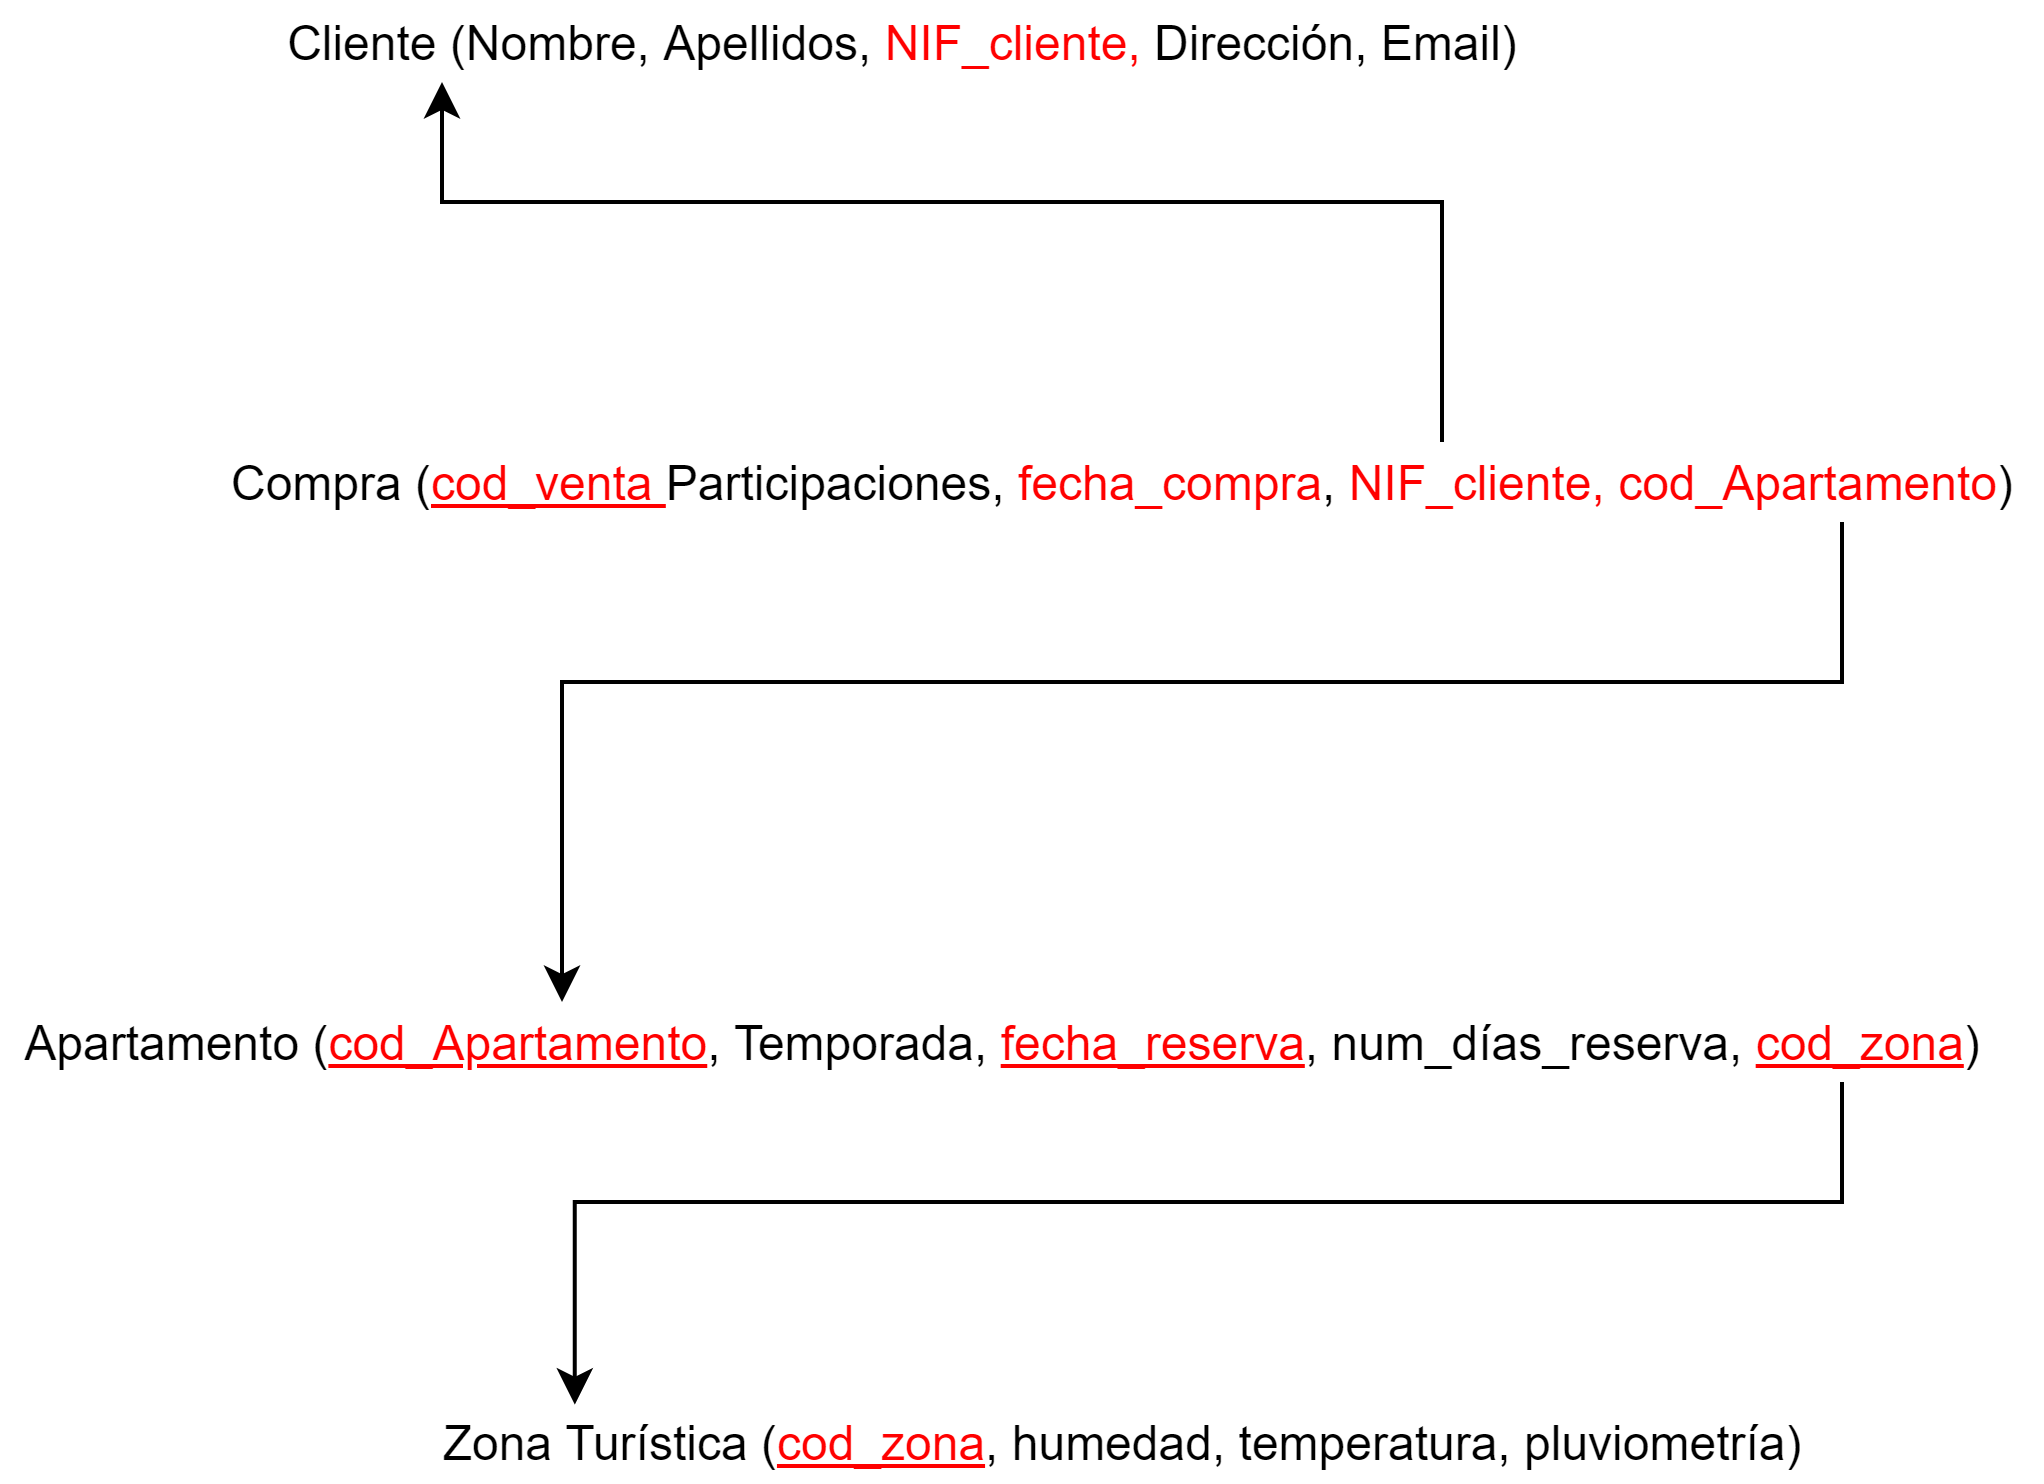 Cliente (Nombre, Apellidos, NIF_cliente, Dirección, Email)
Compra (cod_venta Participaciones, fecha_compra, NIF_cliente, cod_Apartamento)
Apartamento (cod_Apartamento, Temporada, fecha_reserva, num_días_reserva, cod_zona)
Zona Turística (cod_zona, humedad, temperatura, pluviometría)